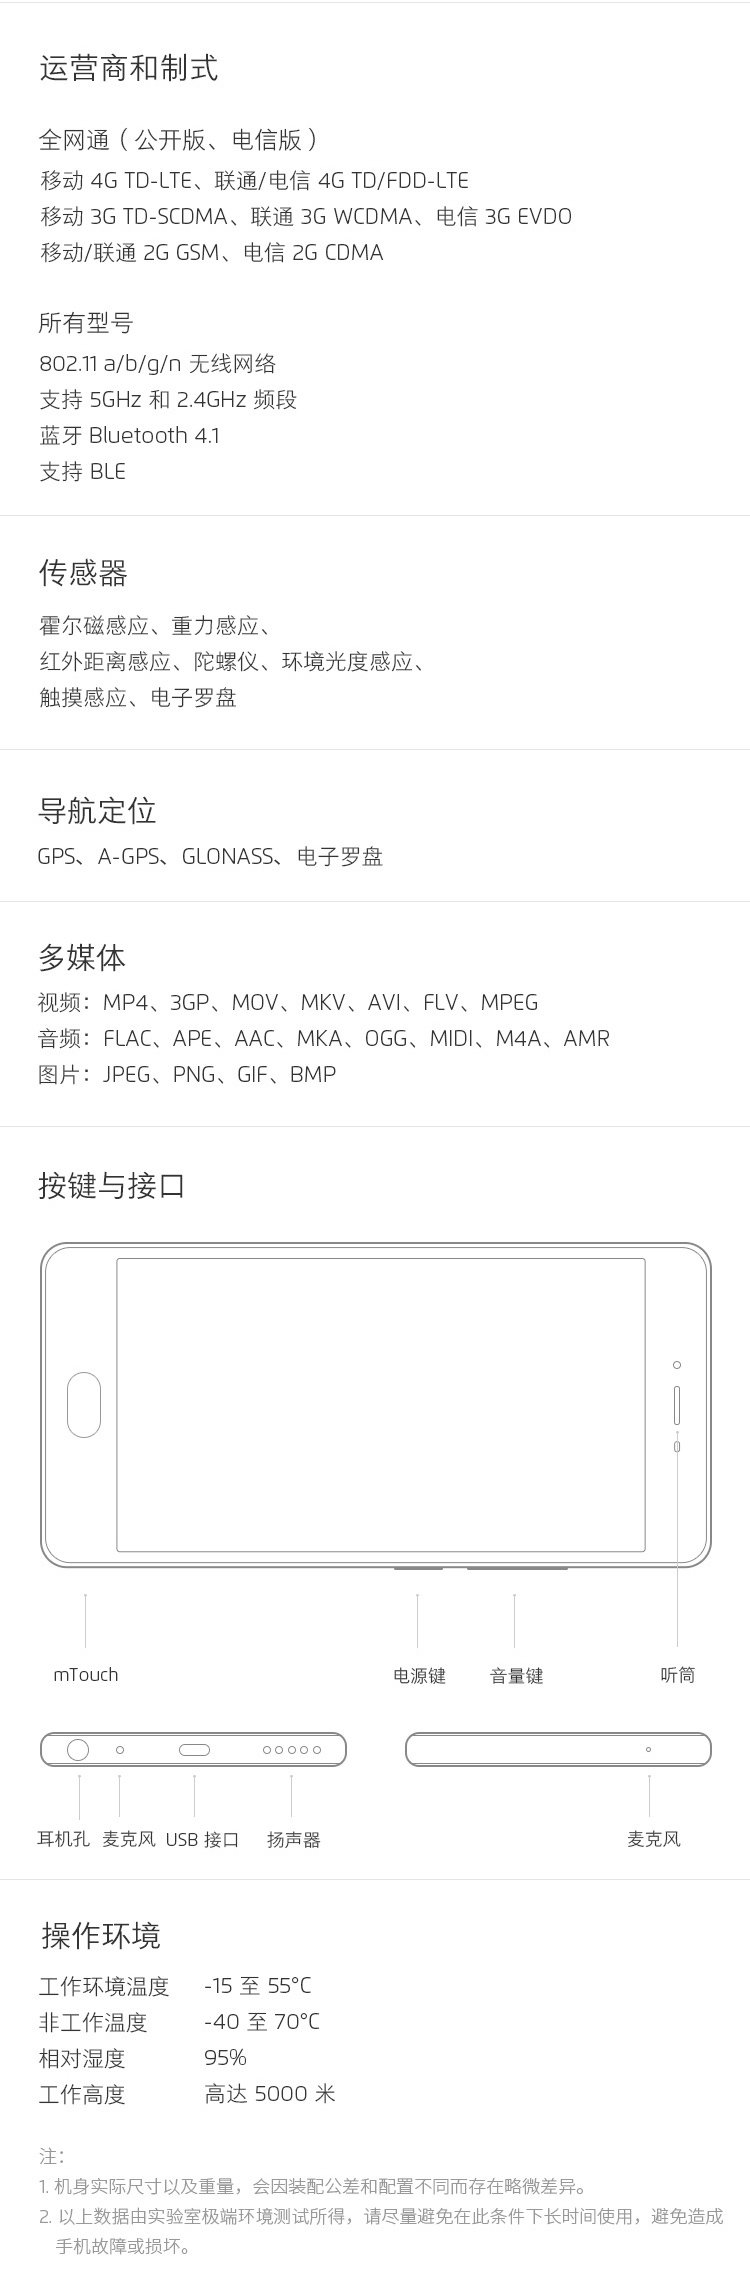 运营商和制式
全网通（公开版、电信版）
移动 4G TD-LTE、联通/电信 4G TD/FDD-LTE
移动 3G TD-SCDMA、联通 3G WCDMA、电信 3G EVDO
移动/联通 2G GSM、电信 2G CDMA
所有型号
802.11 a/b/g/n 无线网络
支持 5GHz 和 2.4GHz 频段
蓝牙 Bluetooth 4.1
支持 BLE
传感器
霍尔磁感应、重力感应、
红外距离感应、陀螺仪、环境光度感应、
触摸感应、电子罗盘
导航定位
GPS、A-GPS、GLONASS、电子罗盘
多媒体
视频：MP4、3GP、MOV、MKV、AVI、FLV、MPEG
音频：FLAC、APE、AAC、MKA、OGG、MIDI、M4A、AMR
图片：JPEG、PNG、GIF、BMP
按键与接口
mTouch 电源键 音量键 听筒
耳机孔 麦克风 USB 接口 扬声器 麦克风
操作环境
工作环境温度 -15 至 55°C
非工作温度 -40 至 70°C
相对湿度 95%
工作高度 高达 5000 米
注：
1. 机身实际尺寸以及重量，会因装配公差和配置不同而存在略微差异。
2. 以上数据由实验室极端环境测试所得，请尽量避免在此条件下长时间使用，避免造成
手机故障或损坏。